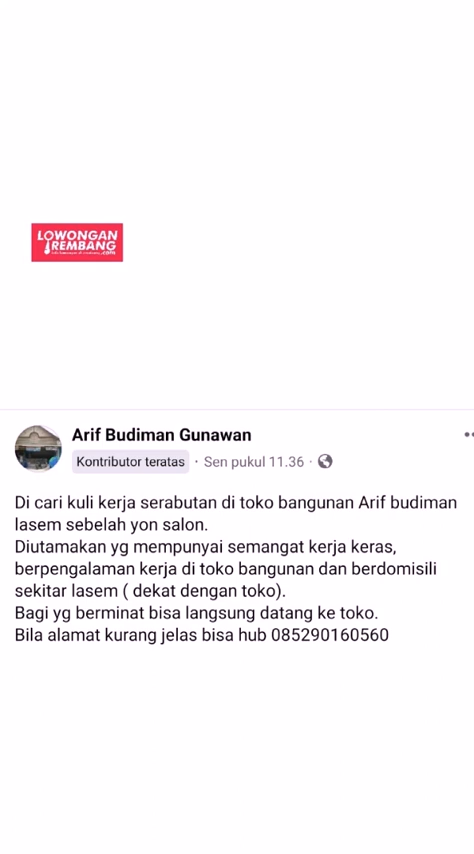 LOWONGAN
REMBANG
.com
Arif Budiman Gunawan
Kontributor teratas · Sen pukul 11.36 ·
Di cari kuli kerja serabutan di toko bangunan Arif budiman
lasem sebelah yon salon.
Diutamakan yg mempunyai semangat kerja keras,
berpengalaman kerja di toko bangunan dan berdomisili
sekitar lasem ( dekat dengan toko).
Bagi yg berminat bisa langsung datang ke toko.
Bila alamat kurang jelas bisa hub 085290160560